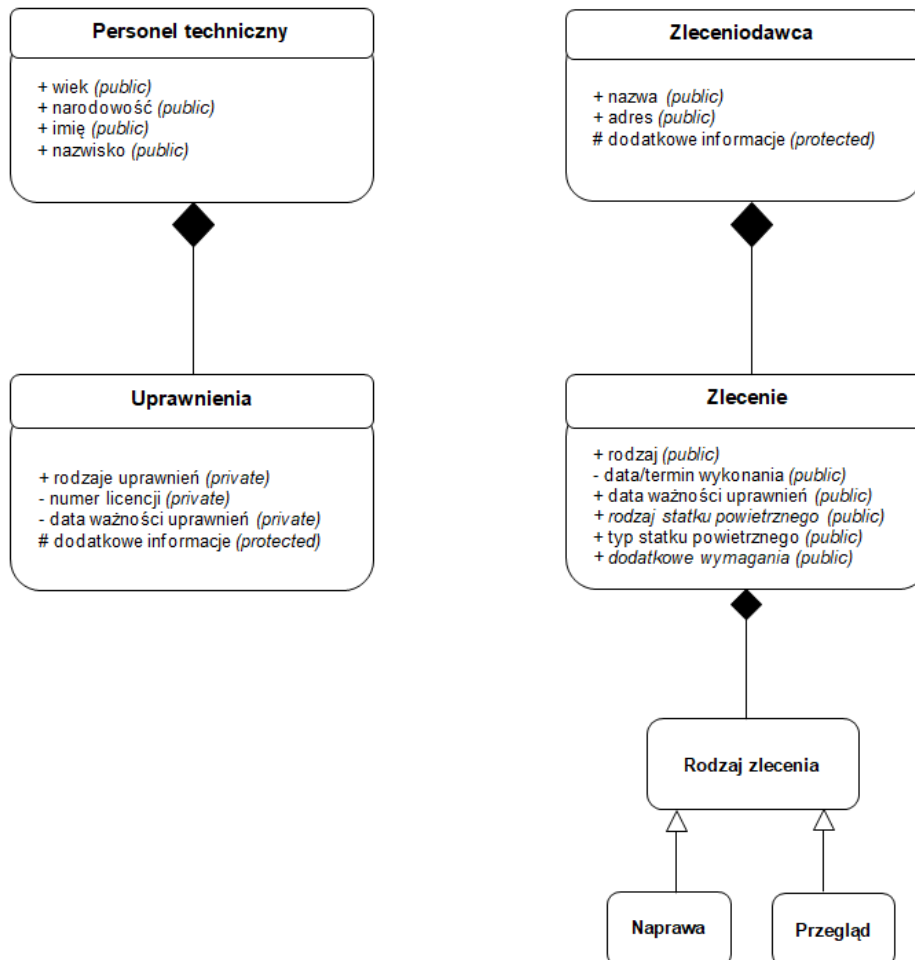 Personel techniczny
+ wiek (public)
+ narodowość (public)
+ imię (public)
+ nazwisko (public)
Zleceniodawca
+ nazwa (public)
+ adres (public)
# dodatkowe informacje (protected)
Uprawnienia
+ rodzaje uprawnień (private)
- numer licencji (private)
- data ważności uprawnień (private)
# dodatkowe informacje (protected)
Zlecenie
+ rodzaj (public)
- data/termin wykonania (public)
+ data ważności uprawnień (public)
+ rodzaj statku powietrznego (public)
+ typ statku powietrznego (public)
+ dodatkowe wymagania (public)
Rodzaj zlecenia
Naprawa
Przegląd